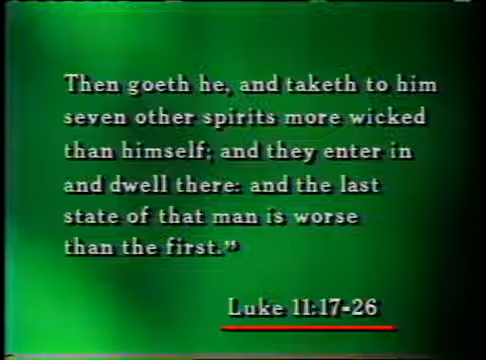 Then goeth he, and taketh to him
seven other spirits more wicked
than himself; and they enter in
and dwell there: and the last
state of that man is worse
than the first."
Luke 11:17-26